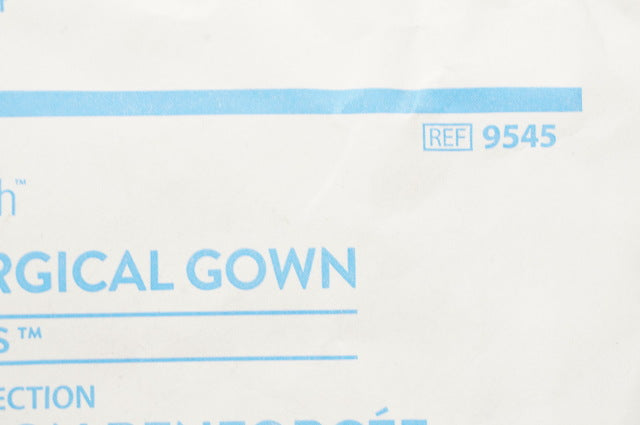 REF 9545
h™
RGICAL GOWN
S™
ECTION